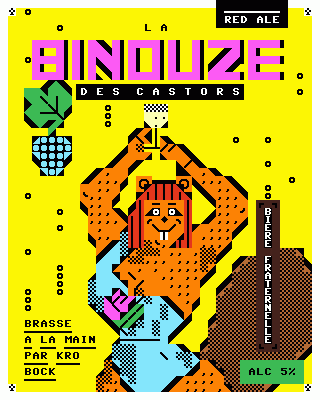 RED ALE
LA
BINOUZE
DES CASTORS
BIERE FRATERNELLE
BRASSE
A LA MAIN
PAR KRO
BOCK
ALC 5%